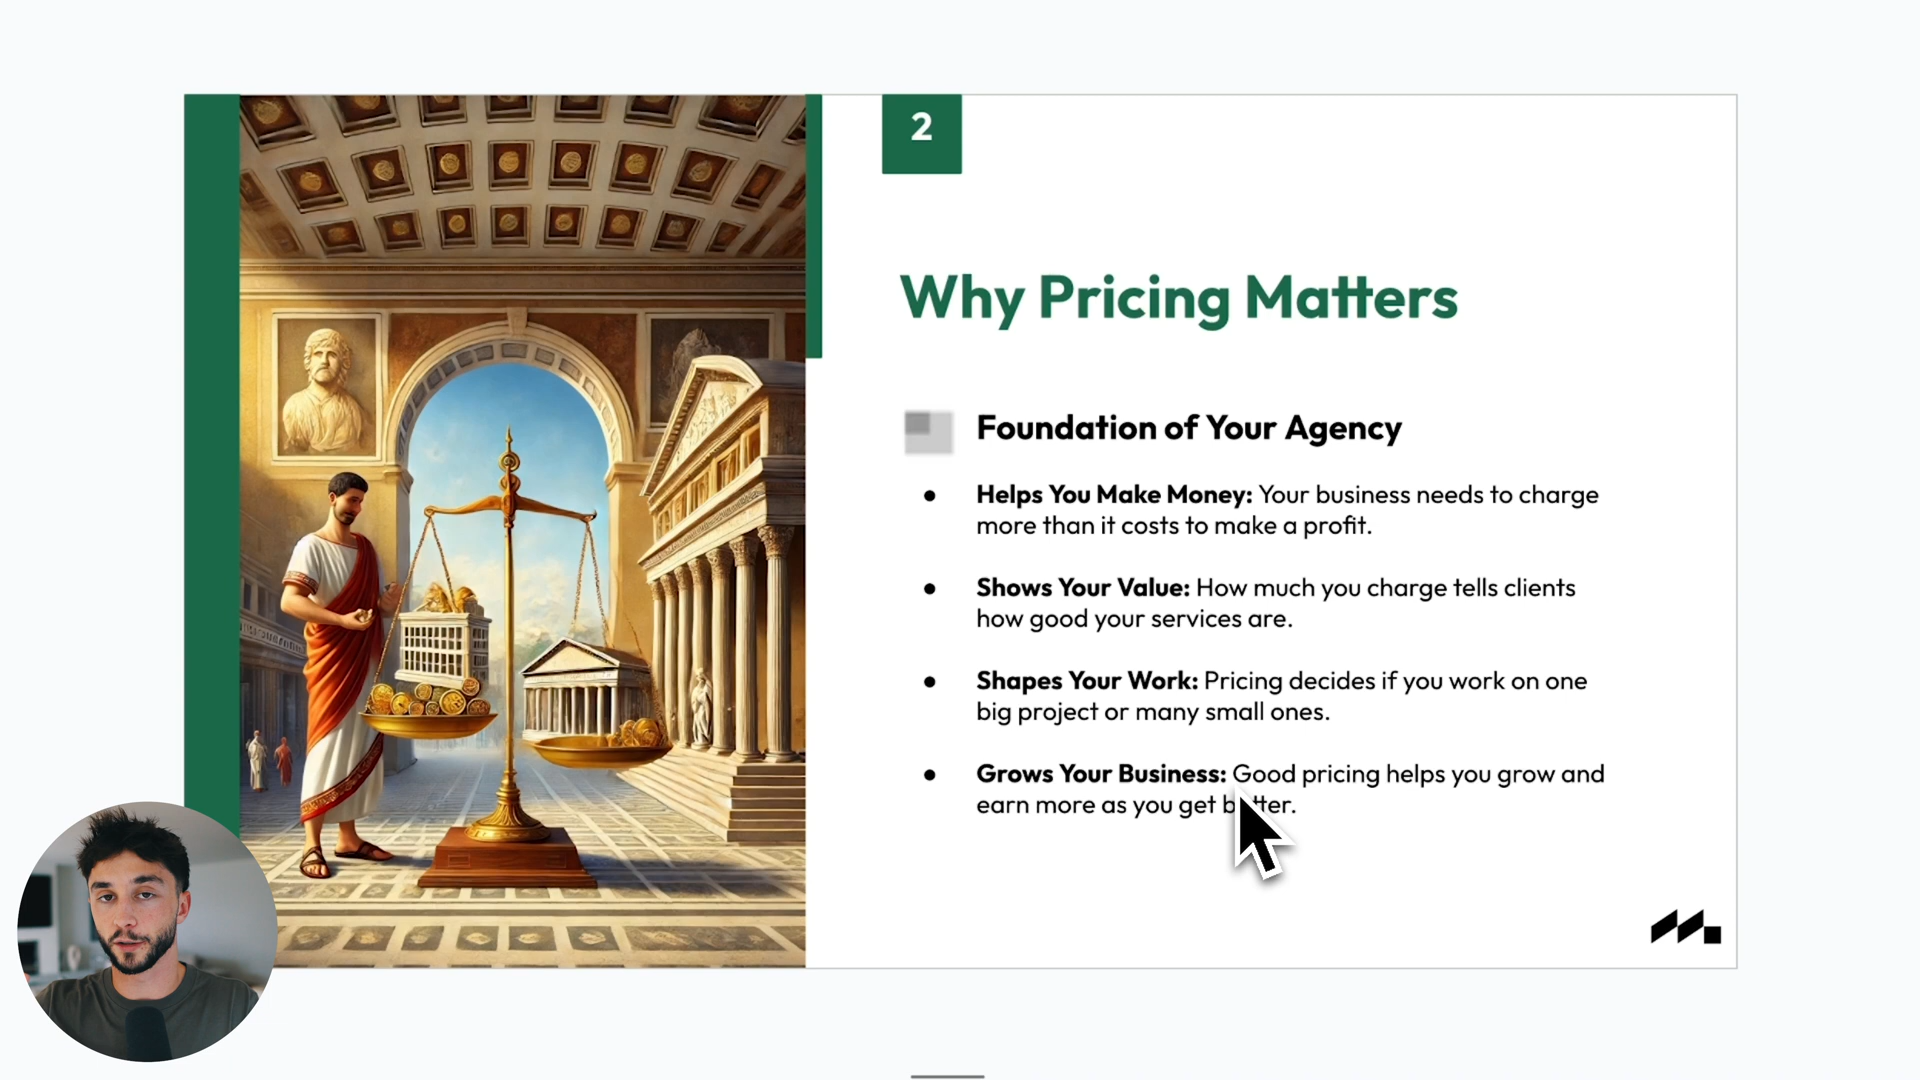 2
Why Pricing Matters
Foundation of Your Agency
● Helps You Make Money: Your business needs to charge
more than it costs to make a profit.
● Shows Your Value: How much you charge tells clients
how good your services are.
● Shapes Your Work: Pricing decides if you work on one
big project or many small ones.
● Grows Your Business: Good pricing helps you grow and
earn more as you get better.